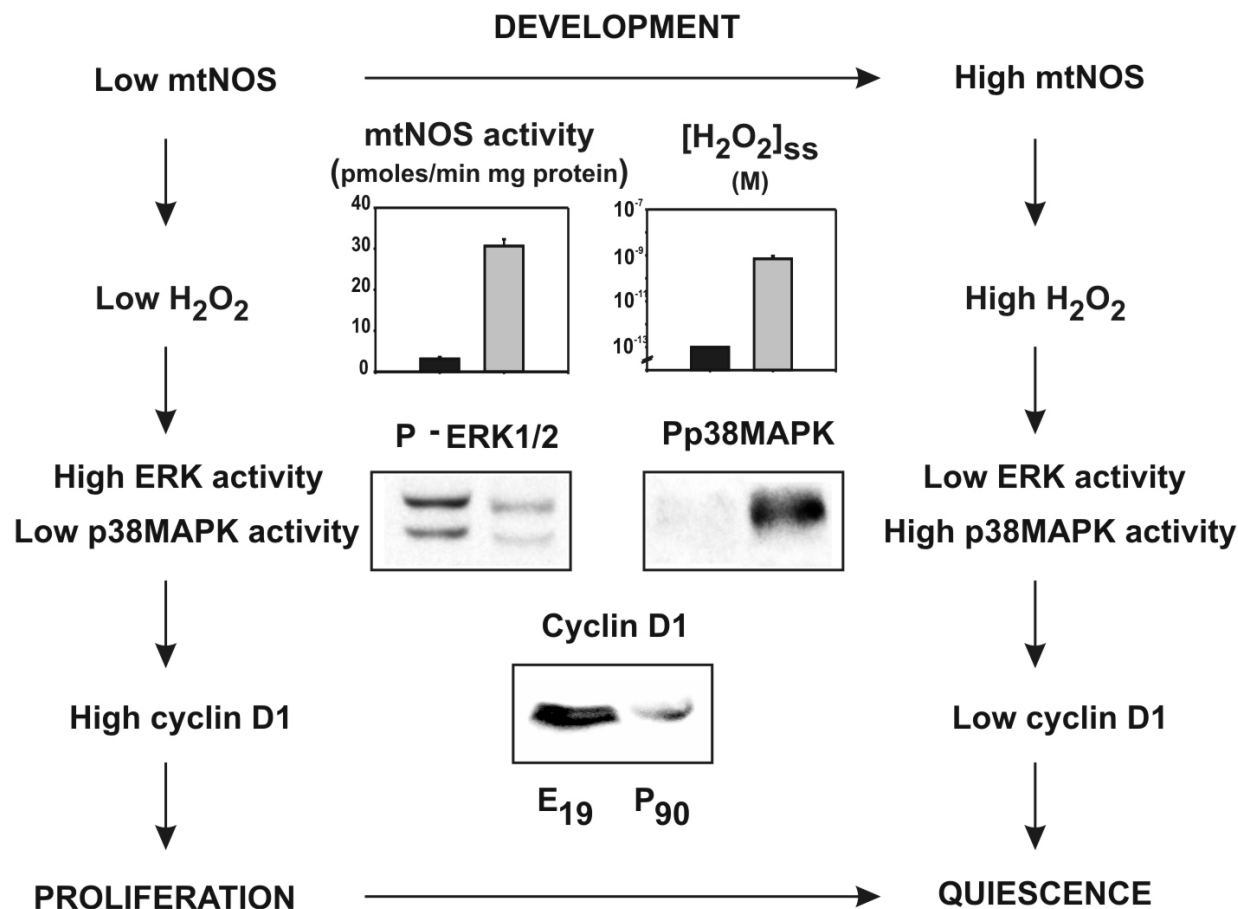 DEVELOPMENT
Low mtNOS
High mtNOS
mtNOS activity
(pmoles/min mg protein)
[H₂O₂]ss
(M)
40
30
20
10
0
10⁻⁷
10⁻⁹
10⁻¹¹
10⁻¹³
Low H₂O₂
High H₂O₂
P - ERK1/2
Pp38MAPK
High ERK activity
Low p38MAPK activity
Low ERK activity
High p38MAPK activity
Cyclin D1
High cyclin D1
Low cyclin D1
E₁₉ P₉₀
PROLIFERATION
QUIESCENCE